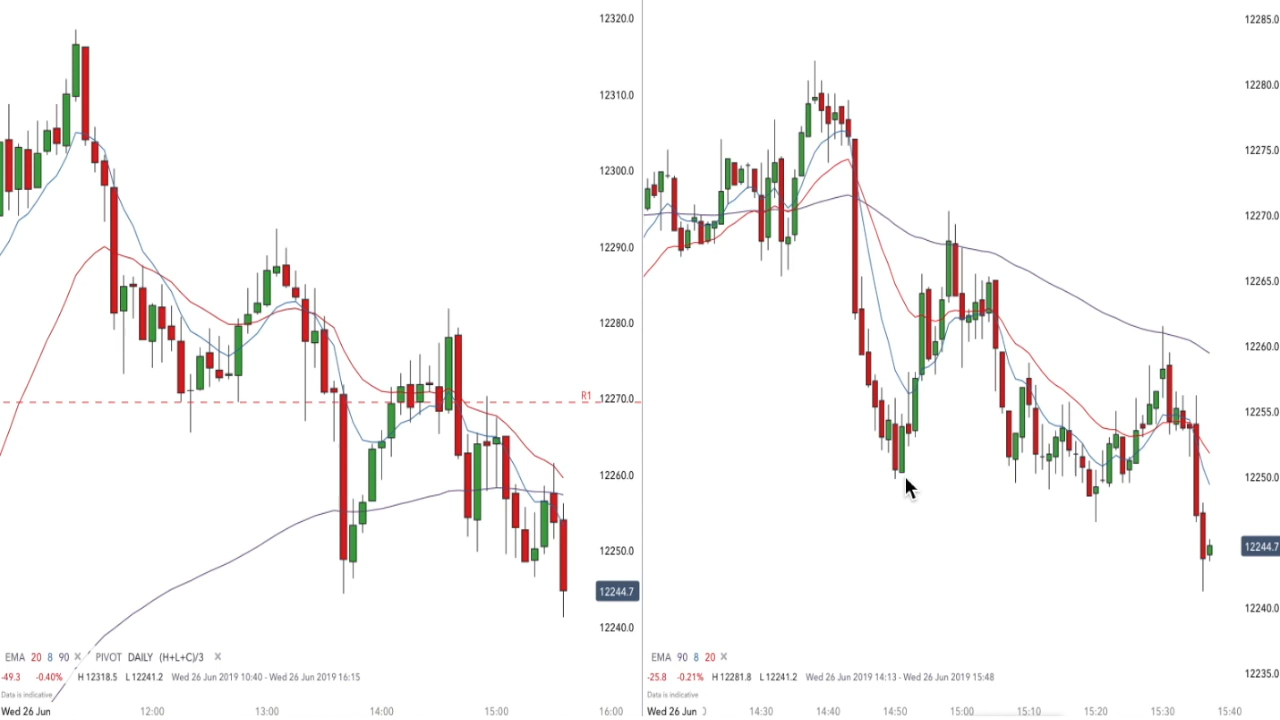 12320.0
12310.0
12300.0
12290.0
12280.0
R1
12270.0
12260.0
12250.0
12244.7
12240.0
EMA 20 8 90 × PIVOT DAILY (H+L+C)/3 ×
-49.3 -0.40% H 12318.5 L 12241.2 Wed 26 Jun 2019 10:40 - Wed 26 Jun 2019 16:15
Data is indicative
Wed 26 Jun 12:00 13:00 14:00 15:00 16:00
12285.0
12280.0
12275.0
12270.0
12265.0
12260.0
12255.0
12250.0
12244.7
12240.0
12235.0
EMA 90 8 20 ×
-25.8 -0.21% H 12281.8 L 12241.2 Wed 26 Jun 2019 14:13 - Wed 26 Jun 2019 15:48
Data is indicative
Wed 26 Jun 14:30 14:40 14:50 15:00 15:10 15:20 15:30 15:40